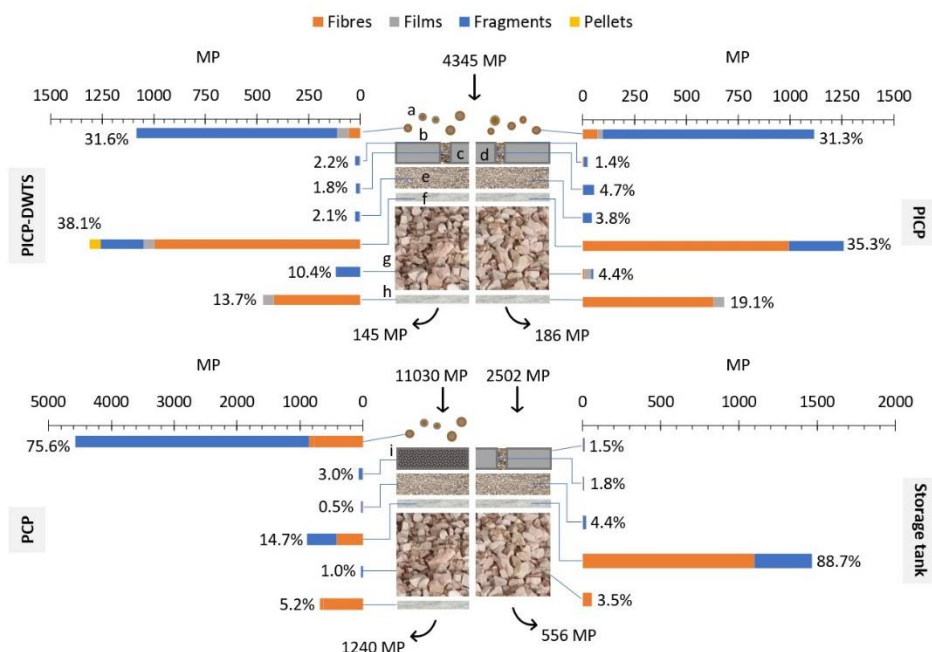 Fibres Films Fragments Pellets
MP MP
4345 MP
1500 1250 1000 750 500 250 0
0 250 500 750 1000 1250 1500
a
31.6% 31.3%
b
2.2% c d 1.4%
1.8% 4.7%
e
2.1% 3.8%
f
38.1%
35.3%
g
10.4% 4.4%
h
13.7% 19.1%
145 MP 186 MP
PICP-DWTS
PICP
MP MP
11030 MP 2502 MP
5000 4000 3000 2000 1000 0
0 500 1000 1500 2000
75.6% 1.5%
i
3.0% 1.8%
0.5% 4.4%
14.7% 88.7%
1.0% 3.5%
5.2%
1240 MP 556 MP
PCP
Storage tank